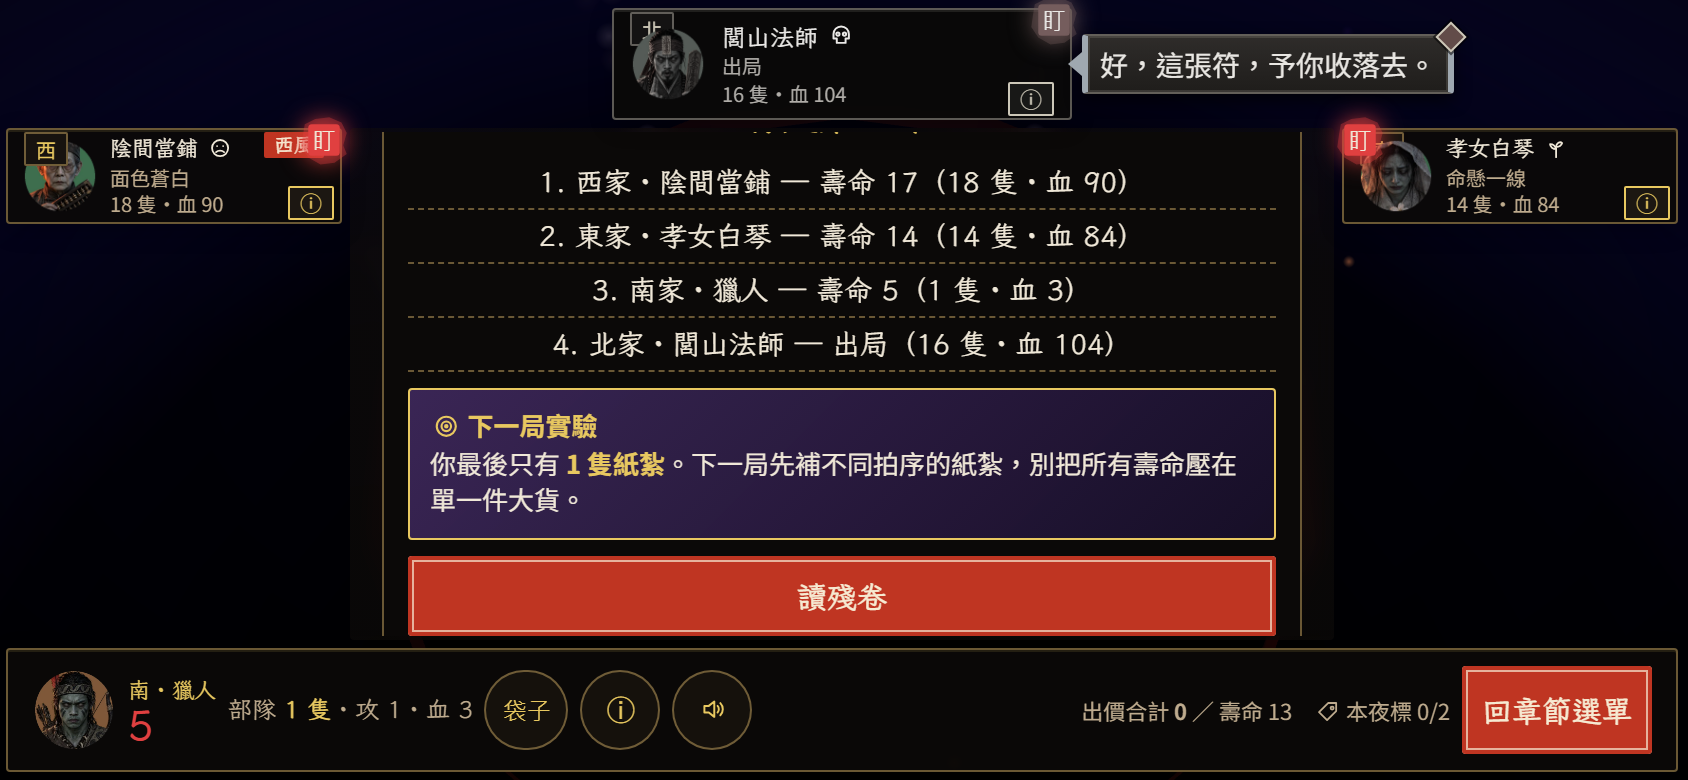 北
閭山法師
出局
16 隻・血 104
盯
好，這張符，予你收落去。
西
陰間當鋪
西風
盯
面色蒼白
18 隻・血 90
盯
孝女白琴
命懸一線
14 隻・血 84
1. 西家・陰間當鋪 — 壽命 17（18 隻・血 90）
2. 東家・孝女白琴 — 壽命 14（14 隻・血 84）
3. 南家・獵人 — 壽命 5（1 隻・血 3）
4. 北家・閭山法師 — 出局（16 隻・血 104）
下一局實驗
你最後只有 1 隻紙紮。下一局先補不同拍序的紙紮，別把所有壽命壓在
單一件大貨。
讀殘卷
南・獵人
5
部隊 1 隻・攻 1・血 3
袋子
出價合計 0 ／ 壽命 13
本夜標 0/2
回章節選單